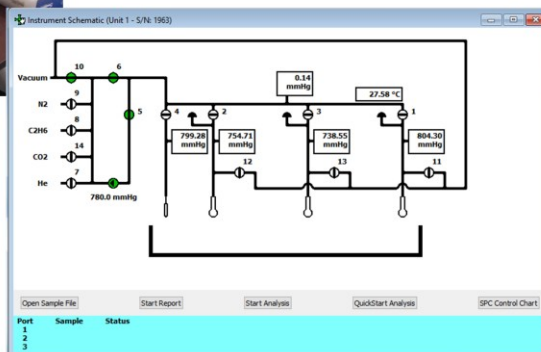 Instrument Schematic (Unit 1 - S/N: 1963)
10
6
Vacuum
9
N2
8
C2H6
14
CO2
7
He
5
780.0 mmHg
0.14
mmHg
27.58 °C
4
2
3
1
799.28
mmHg
754.71
mmHg
738.55
mmHg
804.30
mmHg
12
13
11
Open Sample File
Start Report
Start Analysis
QuickStart Analysis
SPC Control Chart
Port Sample Status
1
2
3